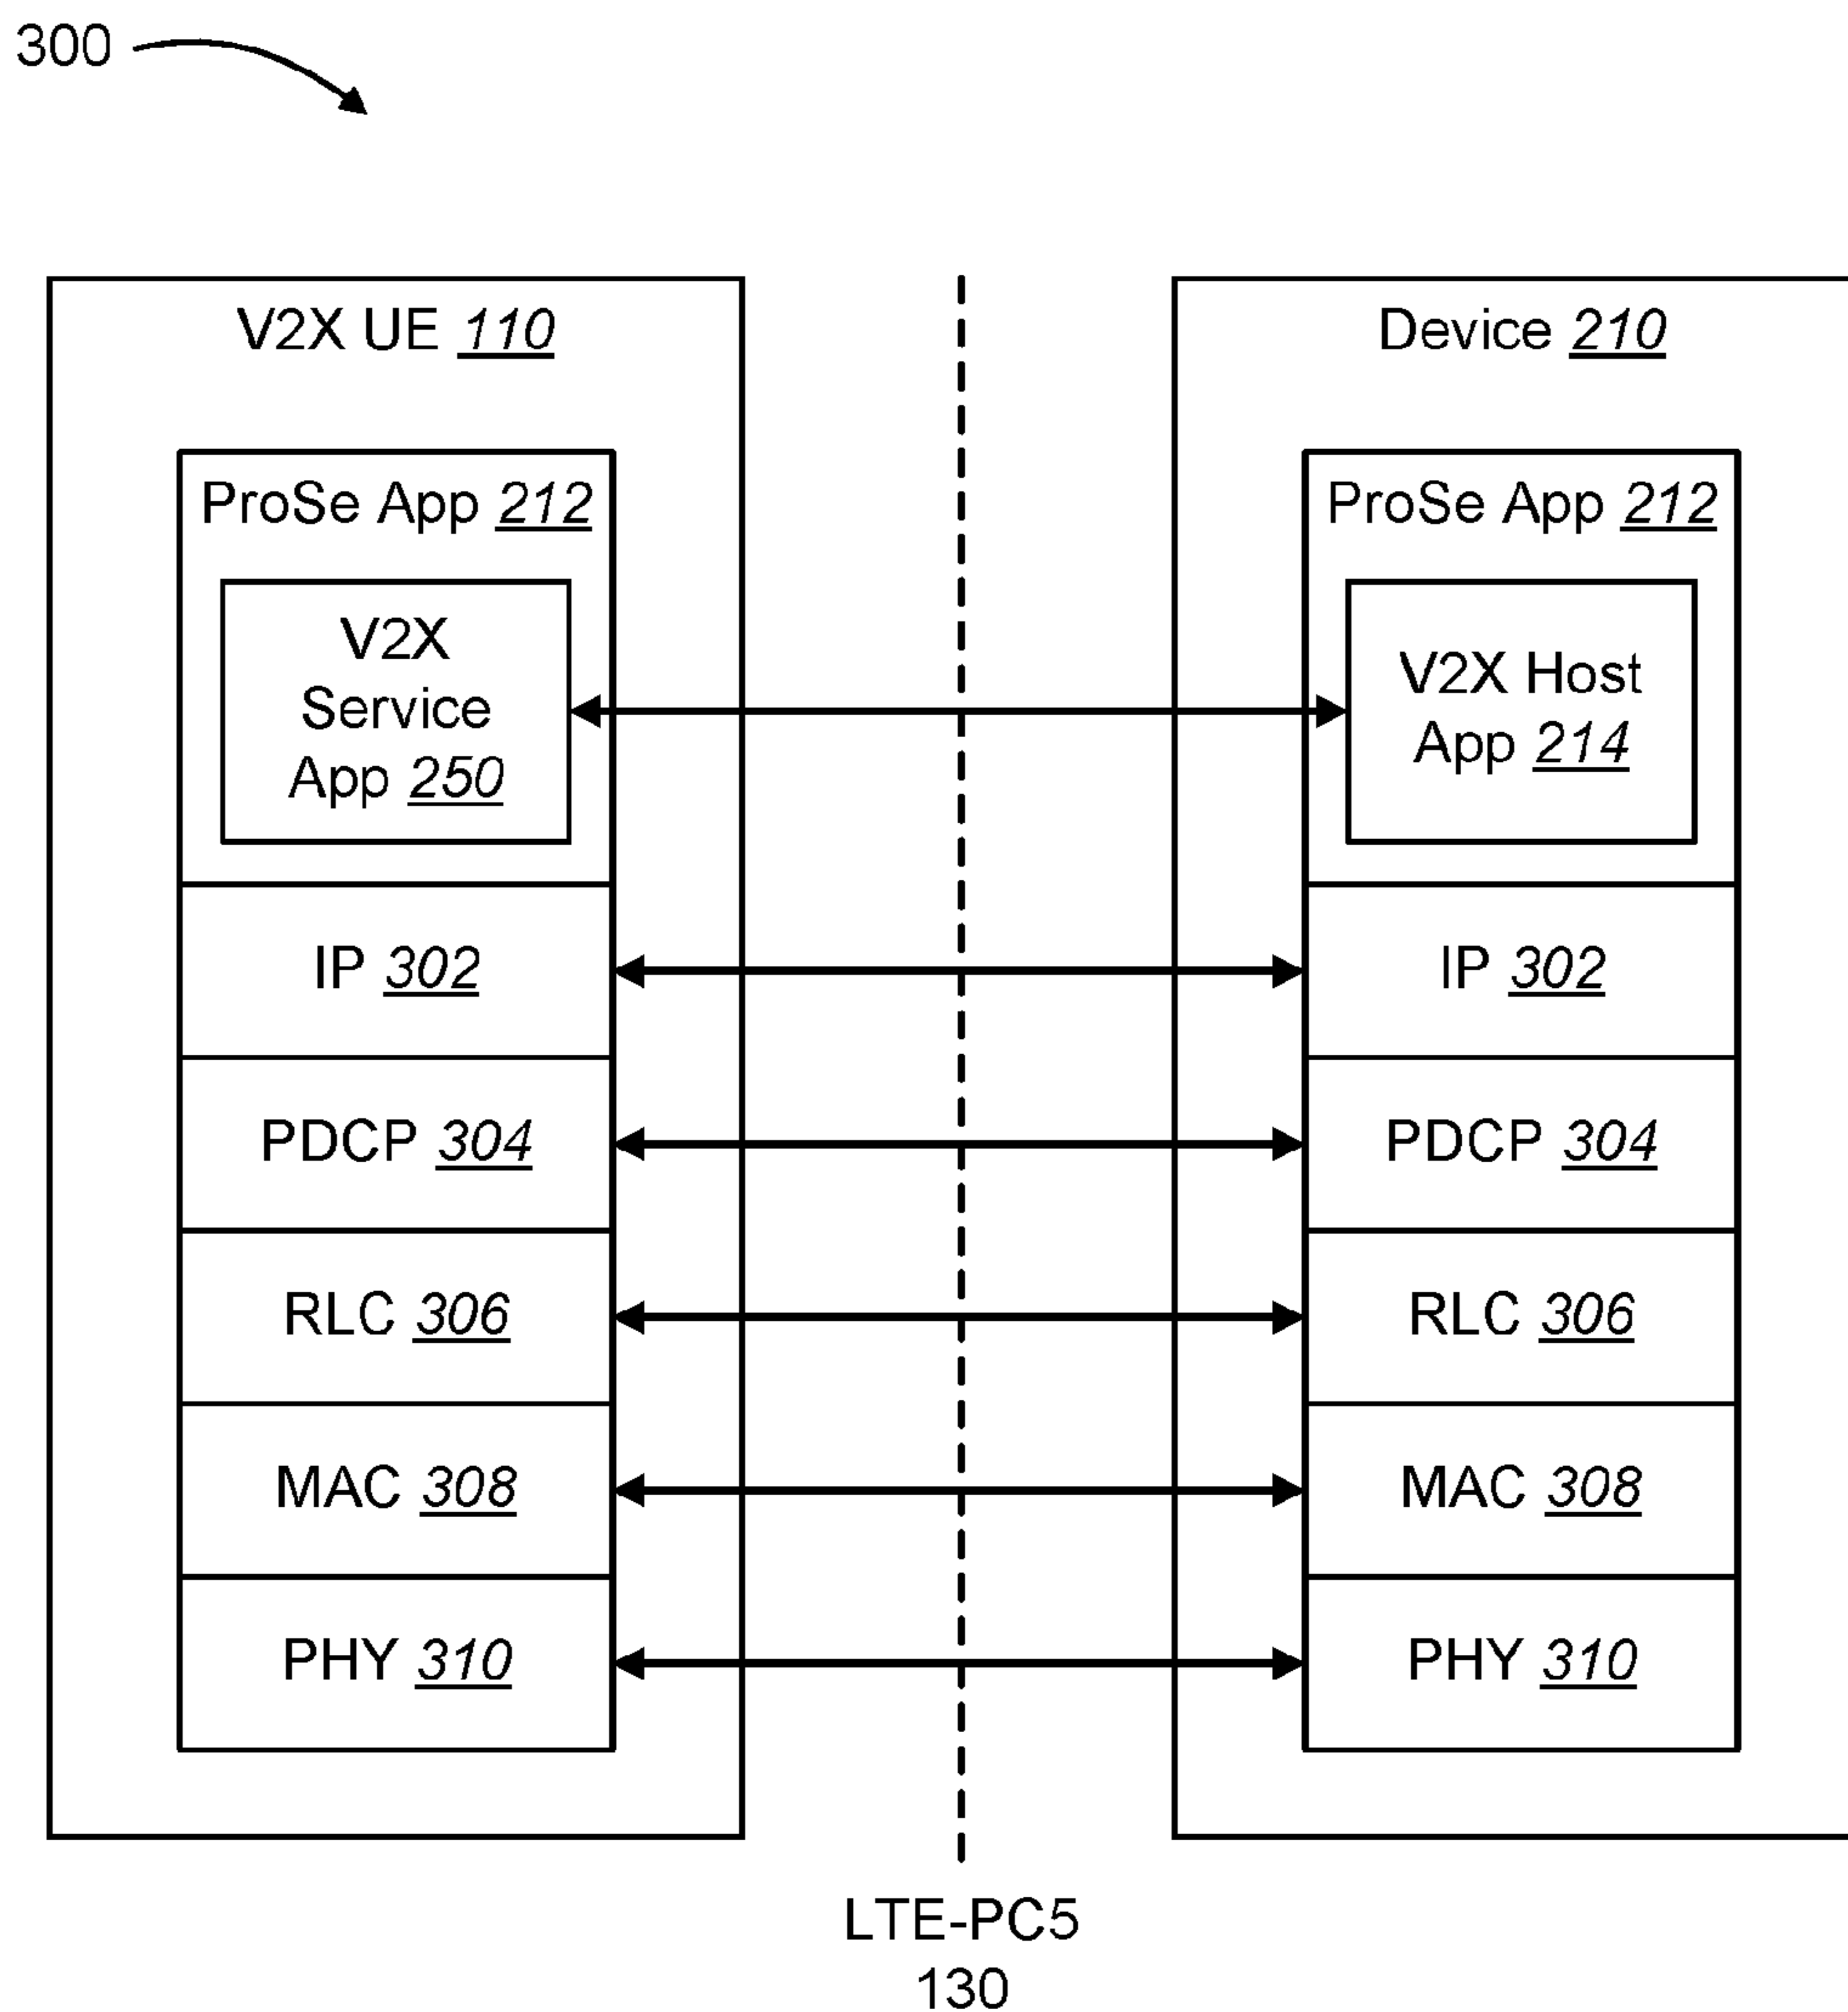 300
V2X UE 110
ProSe App 212
V2X
Service
App 250
IP 302
PDCP 304
RLC 306
MAC 308
PHY 310
Device 210
ProSe App 212
V2X Host
App 214
IP 302
PDCP 304
RLC 306
MAC 308
PHY 310
LTE-PC5
130